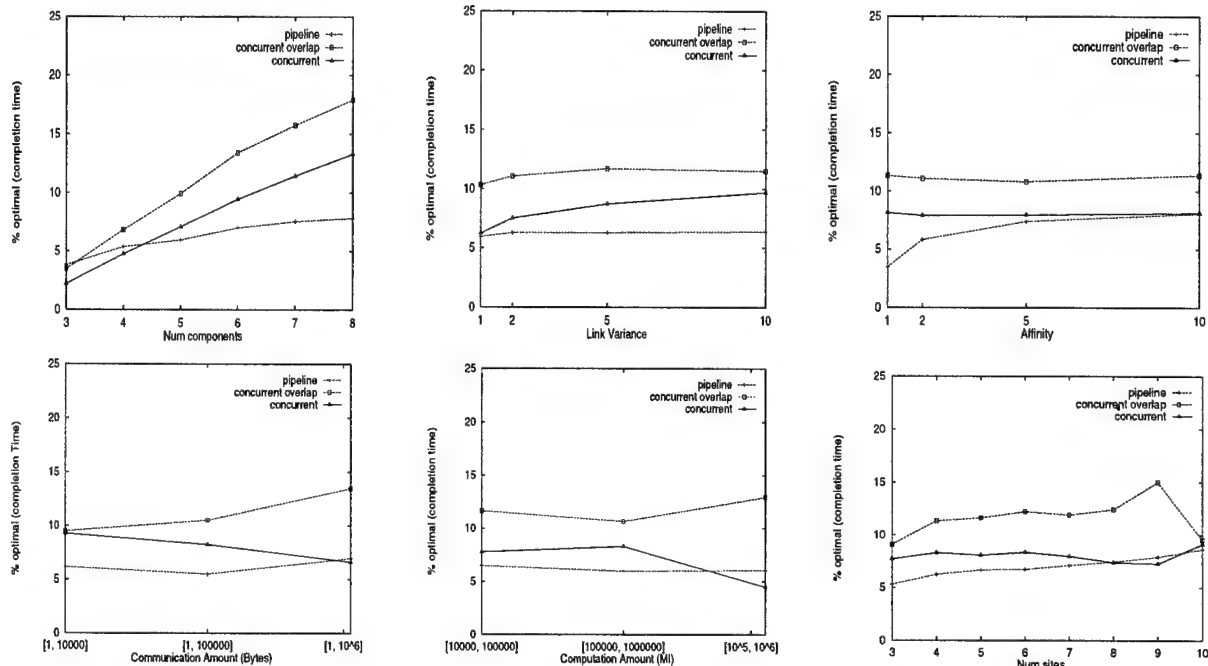 % optimal (completion time)
25
20
15
10
5
0
pipeline
concurrent overlap
concurrent
3 4 5 6 7 8
Num components
% optimal (completion time)
25
20
15
10
5
0
pipeline
concurrent overlap
concurrent
1 2 5 10
Link Variance
% optimal (completion time)
25
20
15
10
5
0
pipeline
concurrent overlap
concurrent
1 2 5 10
Affinity
% optimal (completion Time)
25
20
15
10
5
0
pipeline
concurrent overlap
concurrent
[1, 10000] [1, 100000] [1, 10^6]
Communication Amount (Bytes)
% optimal (completion time)
25
20
15
10
5
0
pipeline
concurrent overlap
concurrent
[10000, 100000] [100000, 1000000] [10^5, 10^6]
Computation Amount (MI)
% optimal (completion time)
25
20
15
10
5
0
pipeline
concurrent overlap
concurrent
3 4 5 6 7 8 9 10
Num sites